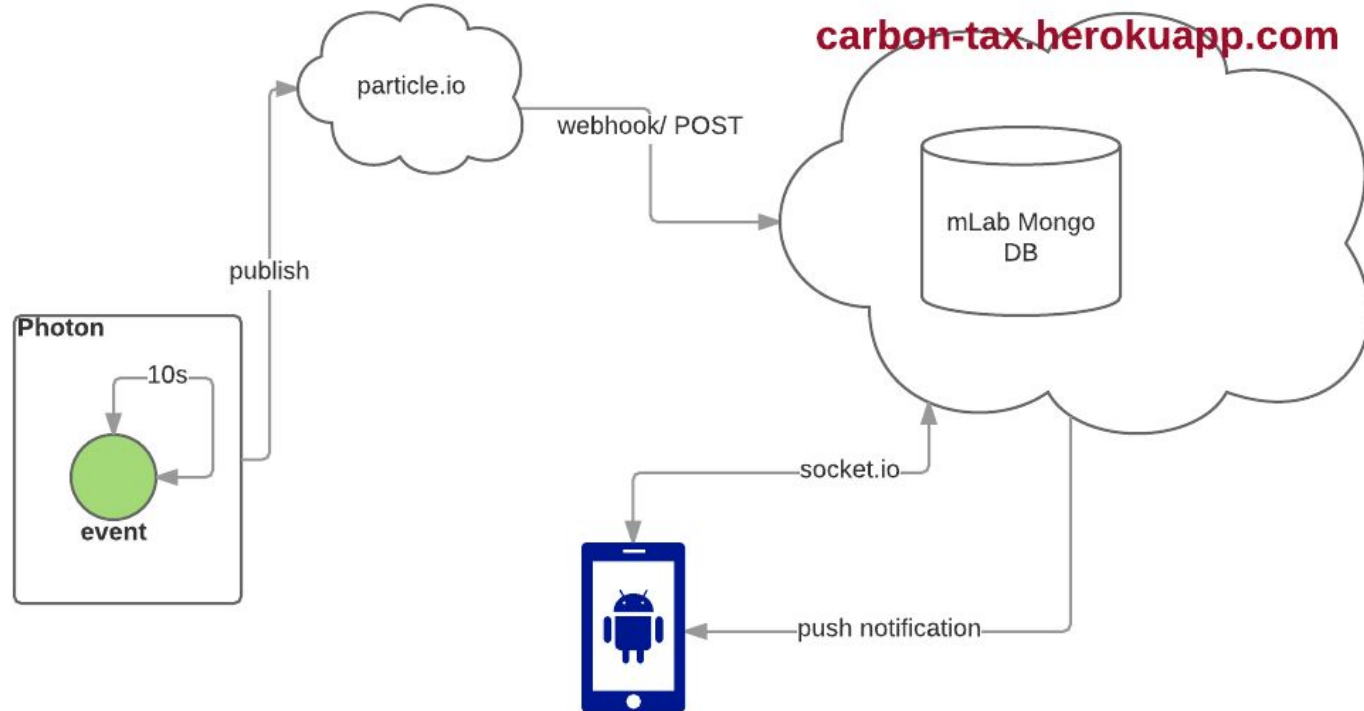 carbon-tax.herokuapp.com
particle.io
webhook/ POST
mLab Mongo
DB
publish
Photon
10s
event
socket.io
push notification